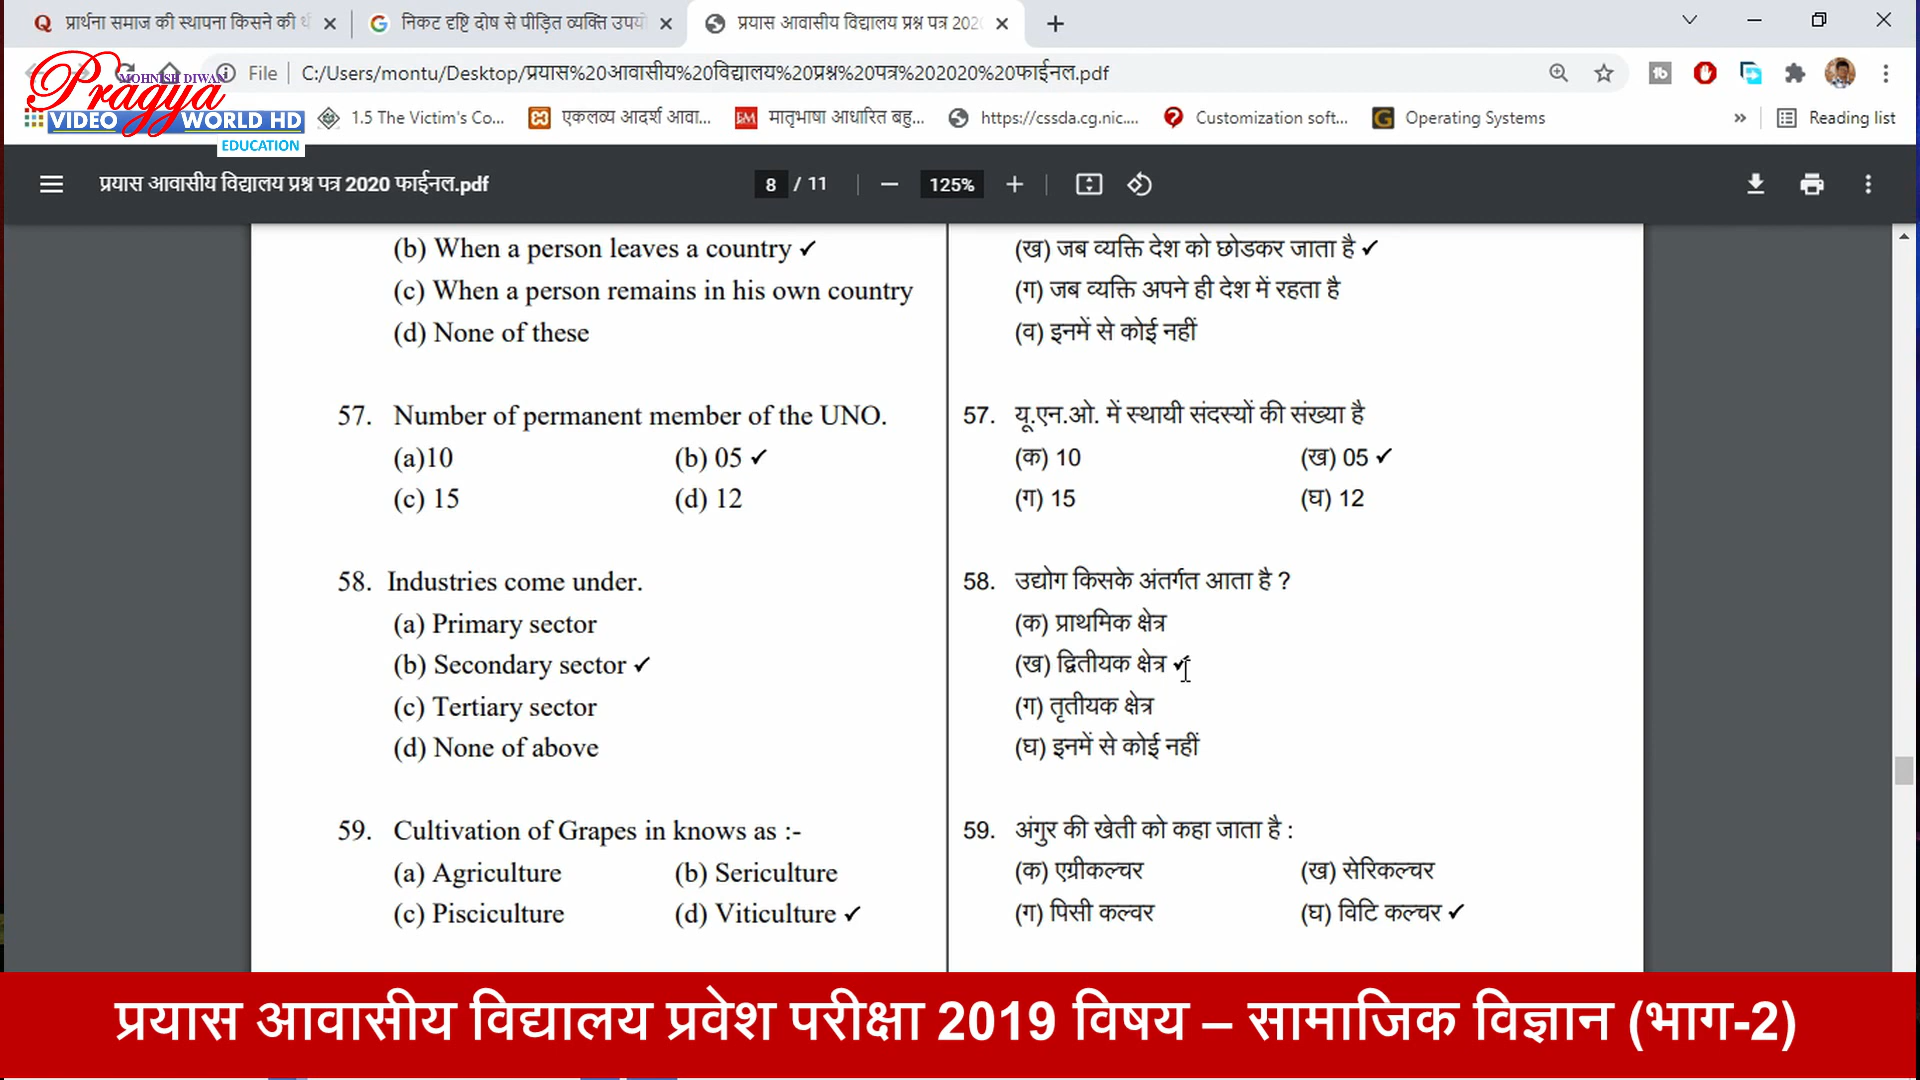 प्रार्थना समाज की स्थापना किसने की थी
निकट दृष्टि दोष से पीड़ित व्यक्ति उपयो
प्रयास आवासीय विद्यालय प्रश्न पत्र 202
File
C:/Users/montu/Desktop/प्रयास%20आवासीय%20विद्यालय%20प्रश्न%20पत्र%202020%20फाईनल.pdf
MOHNISH DIWAN
Pragya
VIDEO WORLD HD
EDUCATION
1.5 The Victim's Co...
एकलव्य आदर्श आवा...
मातृभाषा आधारित बहु...
https://cssda.cg.nic....
Customization soft...
Operating Systems
»
Reading list
प्रयास आवासीय विद्यालय प्रश्न पत्र 2020 फाईनल.pdf
8 / 11
125%
(b) When a person leaves a country ✓
(c) When a person remains in his own country
(d) None of these
57. Number of permanent member of the UNO.
(a)10 (b) 05 ✓
(c) 15 (d) 12
58. Industries come under.
(a) Primary sector
(b) Secondary sector ✓
(c) Tertiary sector
(d) None of above
59. Cultivation of Grapes in knows as :-
(a) Agriculture (b) Sericulture
(c) Pisciculture (d) Viticulture ✓
(ख) जब व्यक्ति देश को छोडकर जाता है ✓
(ग) जब व्यक्ति अपने ही देश में रहता है
(व) इनमें से कोई नहीं
57. यू.एन.ओ. में स्थायी संदस्यों की संख्या है
(क) 10 (ख) 05 ✓
(ग) 15 (घ) 12
58. उद्योग किसके अंतर्गत आता है ?
(क) प्राथमिक क्षेत्र
(ख) द्वितीयक क्षेत्र ✓
(ग) तृतीयक क्षेत्र
(घ) इनमें से कोई नहीं
59. अंगुर की खेती को कहा जाता है :
(क) एग्रीकल्चर (ख) सेरिकल्चर
(ग) पिसी कल्वर (घ) विटि कल्चर ✓
प्रयास आवासीय विद्यालय प्रवेश परीक्षा 2019 विषय – सामाजिक विज्ञान (भाग-2)